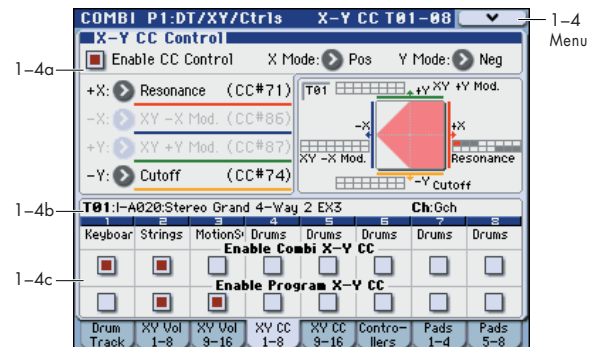 COMBI P1:DT/XY/Ctrls X-Y CC T01-08
1–4
Menu
X-Y CC Control
Enable CC Control X Mode: Pos Y Mode: Neg
1–4a
+X: Resonance (CC#71)
-X: XY -X Mod. (CC#86)
+Y: XY +Y Mod. (CC#87)
-Y: Cutoff (CC#74)
T01
+Y XY +Y Mod.
-X
+X
XY -X Mod.
Resonance
-Y Cutoff
1–4b
T01:I-A020:Stereo Grand 4-Way 2 EX3 Ch:Gch
1 2 3 4 5 6 7 8
Keyboar Strings MotionS Drums Drums Drums Drums Drums
Enable Combi X-Y CC
1–4c
Enable Program X-Y CC
Drum Track
XY Vol 1-8
XY Vol 9-16
XY CC 1-8
XY CC 9-16
Contro-llers
Pads 1-4
Pads 5-8